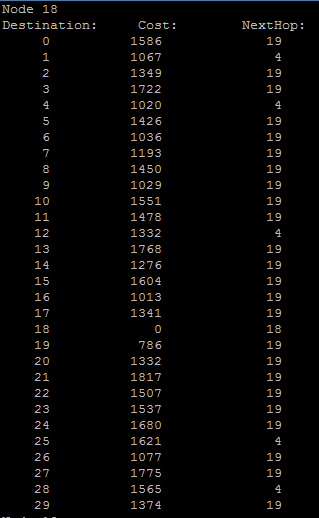 Node 18
Destination: Cost: NextHop:
0 1586 19
1 1067 4
2 1349 19
3 1722 19
4 1020 4
5 1426 19
6 1036 19
7 1193 19
8 1450 19
9 1029 19
10 1551 19
11 1478 19
12 1332 4
13 1768 19
14 1276 19
15 1604 19
16 1013 19
17 1341 19
18 0 18
19 786 19
20 1332 19
21 1817 19
22 1507 19
23 1537 19
24 1680 19
25 1621 4
26 1077 19
27 1775 19
28 1565 4
29 1374 19